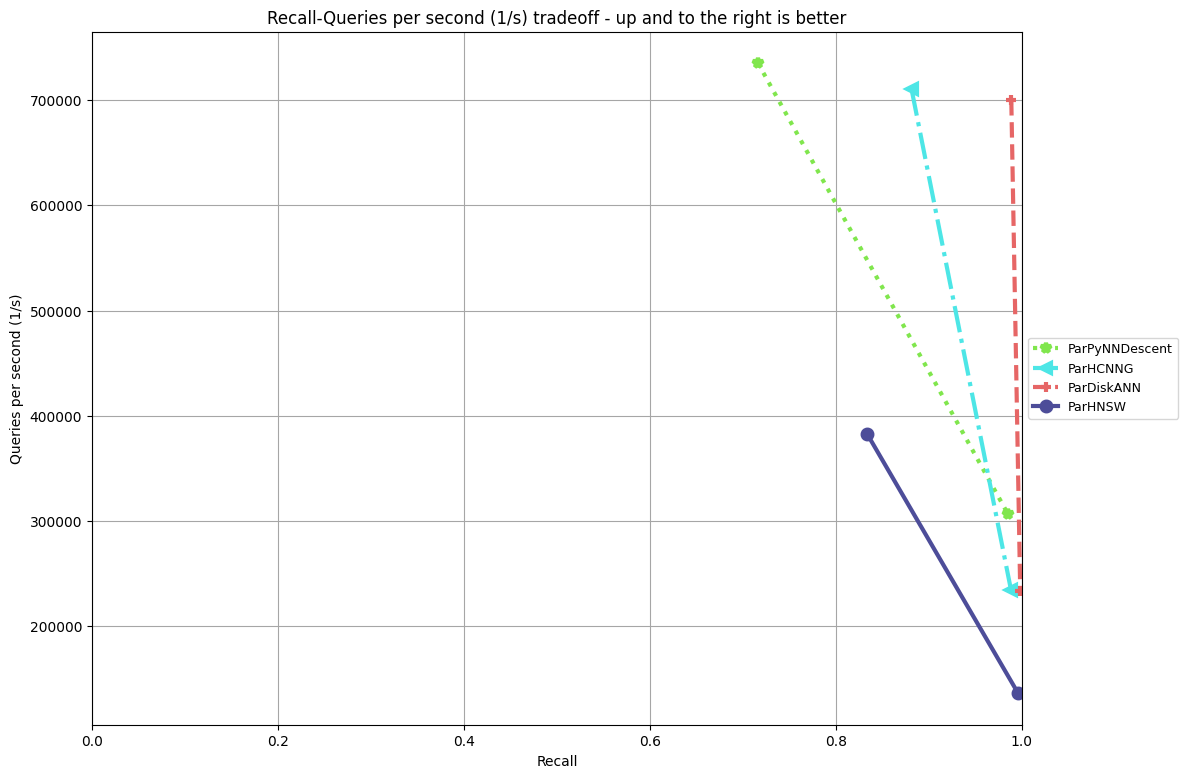 Recall-Queries per second (1/s) tradeoff - up and to the right is better
Queries per second (1/s)
700000
600000
500000
400000
300000
200000
0.0
0.2
0.4
0.6
0.8
1.0
Recall
ParPyNNDescent
ParHCNNG
ParDiskANN
ParHNSW